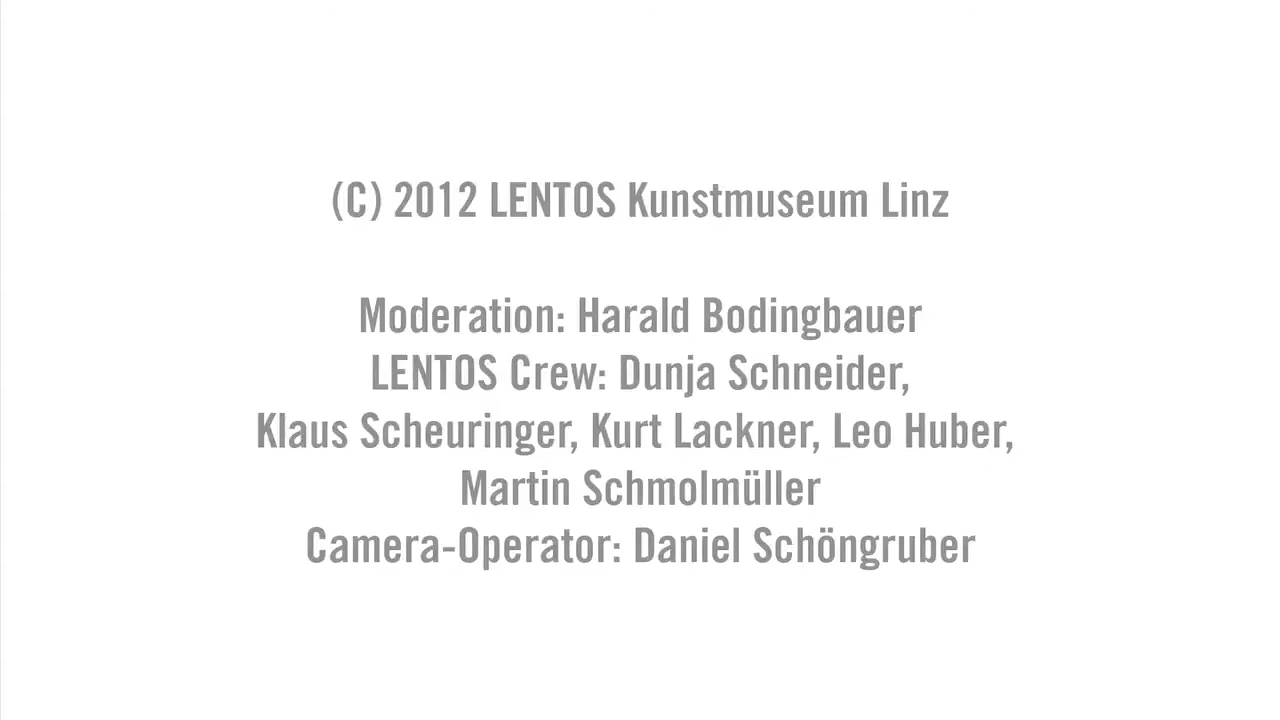 (C) 2012 LENTOS Kunstmuseum Linz
Moderation: Harald Bodingbauer
LENTOS Crew: Dunja Schneider,
Klaus Scheuringer, Kurt Lackner, Leo Huber,
Martin Schmolmüller
Camera-Operator: Daniel Schöngruber